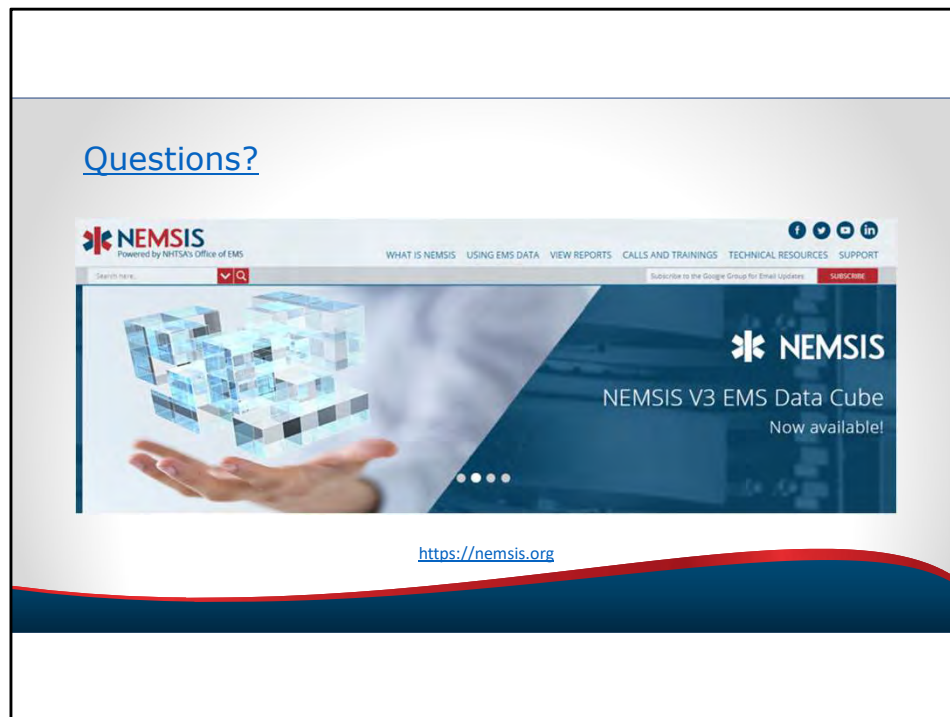 Questions?
NEMSIS
Powered by NHTSA's Office of EMS
WHAT IS NEMSIS USING EMS DATA VIEW REPORTS CALLS AND TRAININGS TECHNICAL RESOURCES SUPPORT
Search here..
Subscribe to the Google Group for Email Updates SUBSCRIBE
NEMSIS
NEMSIS V3 EMS Data Cube
Now available!
https://nemsis.org